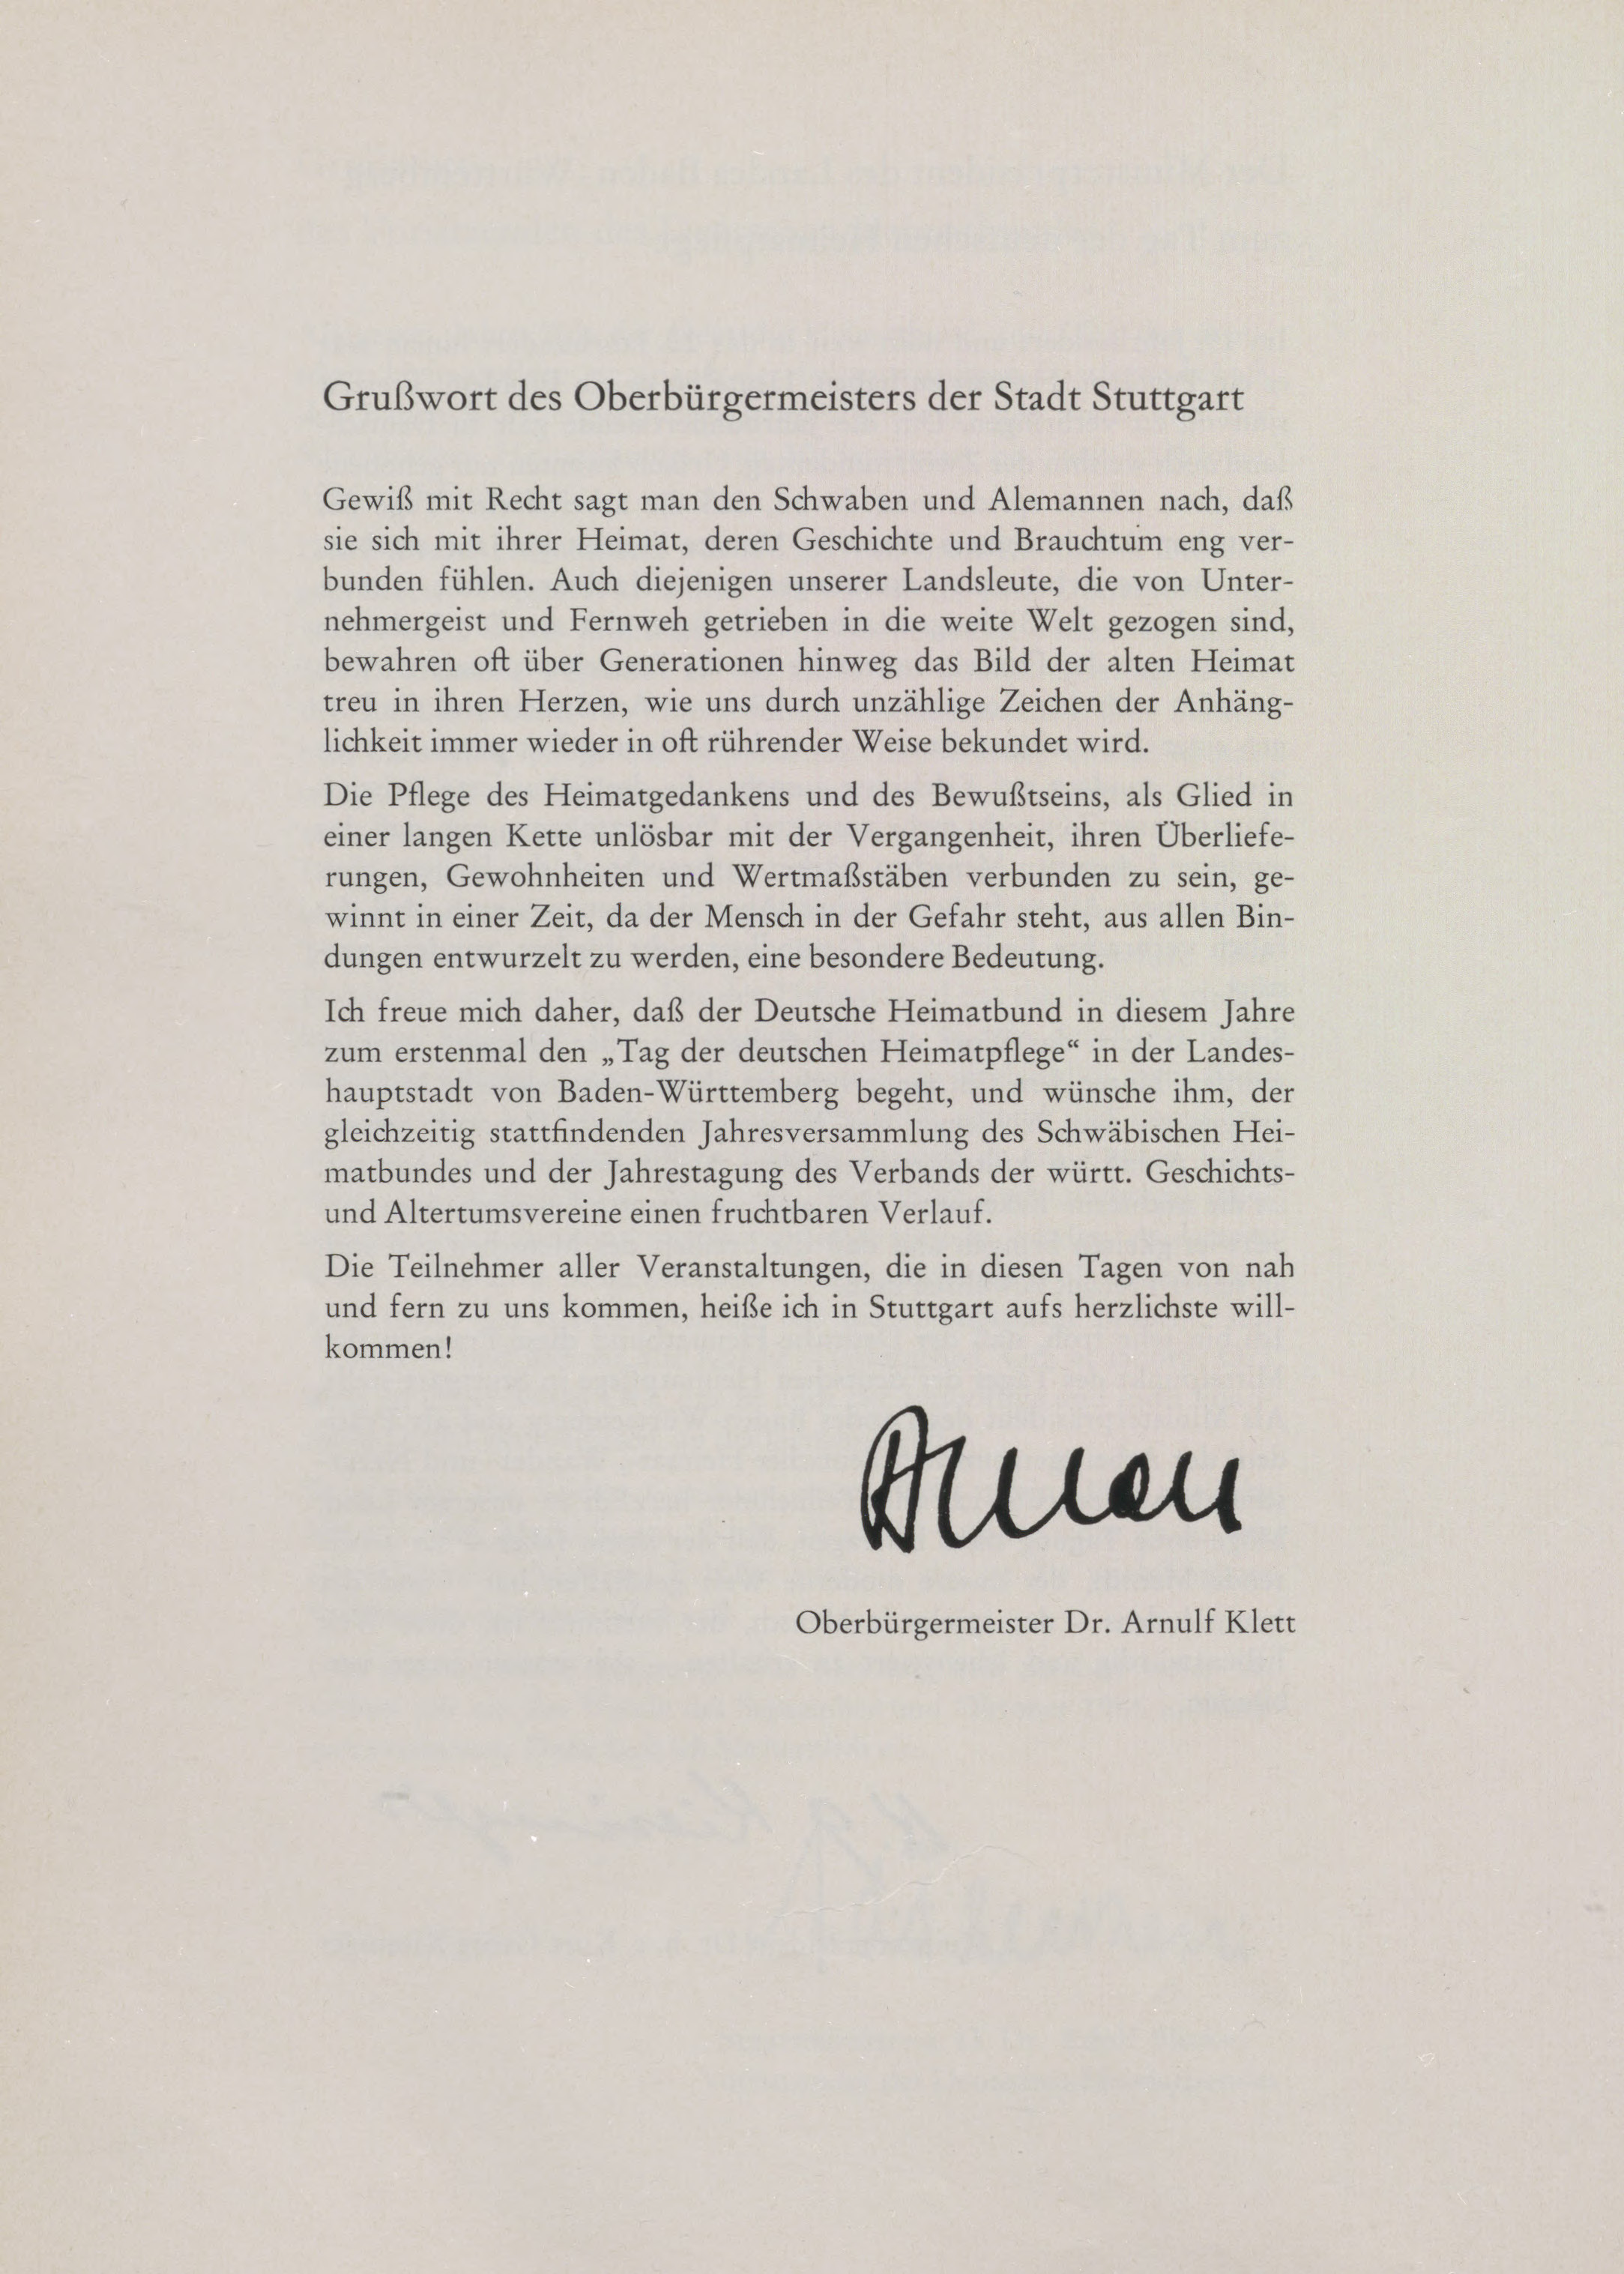 Grußwort des Oberbürgermeisters der Stadt Stuttgart
Gewiß mit Recht sagt man den Schwaben und Alemannen nach, daß
sie sich mit ihrer Heimat, deren Geschichte und Brauchtum eng ver-
bunden fühlen. Auch diejenigen unserer Landsleute, die von Unter-
nehmergeist und Fernweh getrieben in die weite Welt gezogen sind,
bewahren oft über Generationen hinweg das Bild der alten Heimat
treu in ihren Herzen, wie uns durch unzählige Zeichen der Anhäng-
lichkeit immer wieder in oft rührender Weise bekundet wird.
Die Pflege des Heimatgedankens und des Bewußtseins, als Glied in
einer langen Kette unlösbar mit der Vergangenheit, ihren Überliefe-
rungen, Gewohnheiten und Wertmaßstäben verbunden zu sein, ge-
winnt in einer Zeit, da der Mensch in der Gefahr steht, aus allen Bin-
dungen entwurzelt zu werden, eine besondere Bedeutung.
Ich freue mich daher, daß der Deutsche Heimatbund in diesem Jahre
zum erstenmal den „Tag der deutschen Heimatpflege“ in der Landes-
hauptstadt von Baden-Württemberg begeht, und wünsche ihm, der
gleichzeitig stattfindenden Jahresversammlung des Schwäbischen Hei-
matbundes und der Jahrestagung des Verbands der württ. Geschichts-
und Altertumsvereine einen fruchtbaren Verlauf.
Die Teilnehmer aller Veranstaltungen, die in diesen Tagen von nah
und fern zu uns kommen, heiße ich in Stuttgart aufs herzlichste will-
kommen!
Oberbürgermeister Dr. Arnulf Klett